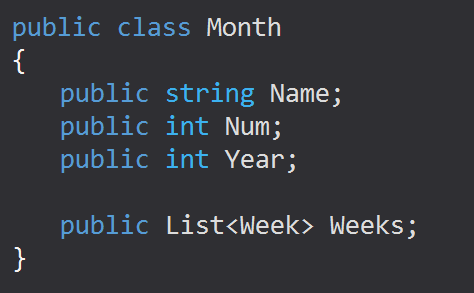 public class Month
{
public string Name;
public int Num;
public int Year;
public List<Week> Weeks;
}